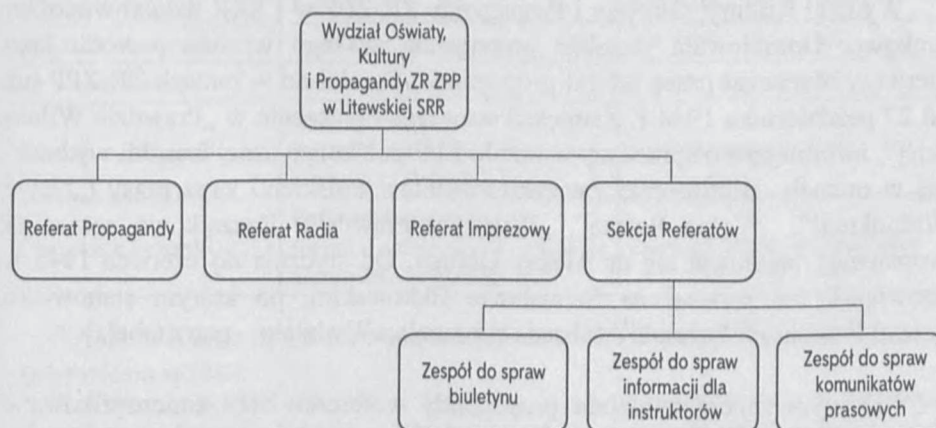 Wydział Oświaty,
Kultury
i Propagandy ZR ZPP
w Litewskiej SRR
Referat Propagandy
Referat Radia
Referat Imprezowy
Sekcja Referatów
Zespół do spraw
biuletynu
Zespół do spraw
informacji dla
instruktorów
Zespół do spraw
komunikatów
prasowych